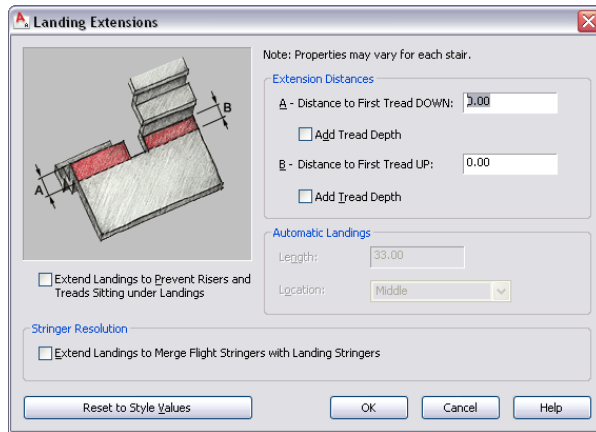 Landing Extensions
Note: Properties may vary for each stair.
Extension Distances
A - Distance to First Tread DOWN: 0.00
Add Tread Depth
B - Distance to First Tread UP: 0.00
Add Tread Depth
A
B
Automatic Landings
Length: 33.00
Location: Middle
Extend Landings to Prevent Risers and
Treads Sitting under Landings
Stringer Resolution
Extend Landings to Merge Flight Stringers with Landing Stringers
Reset to Style Values
OK
Cancel
Help